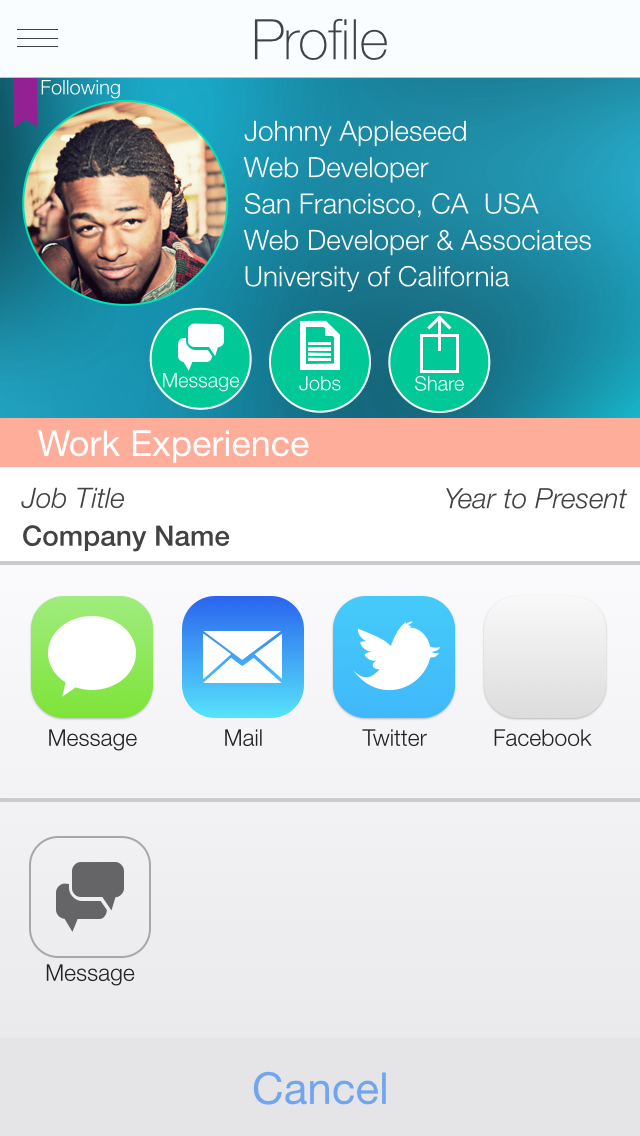 Profile
Following
Johnny Appleseed
Web Developer
San Francisco, CA USA
Web Developer & Associates
University of California
Message Jobs Share
Work Experience
Job Title Year to Present
Company Name
Message Mail Twitter Facebook
Message
Cancel